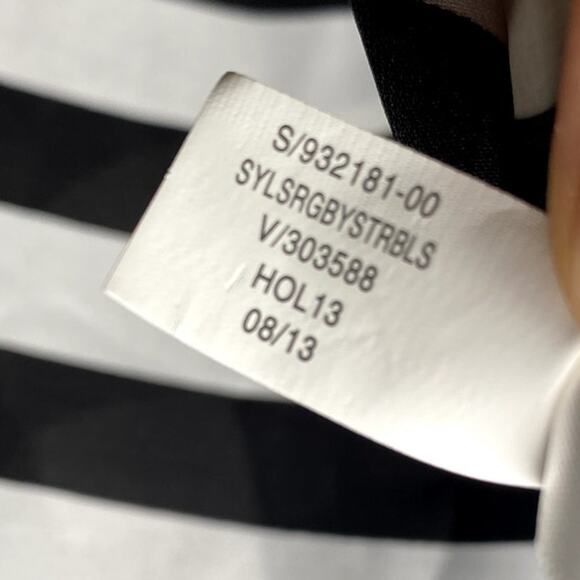 S/932181-00
SYLSRGBYSTRBLS
V/303588
HOL13
08/13